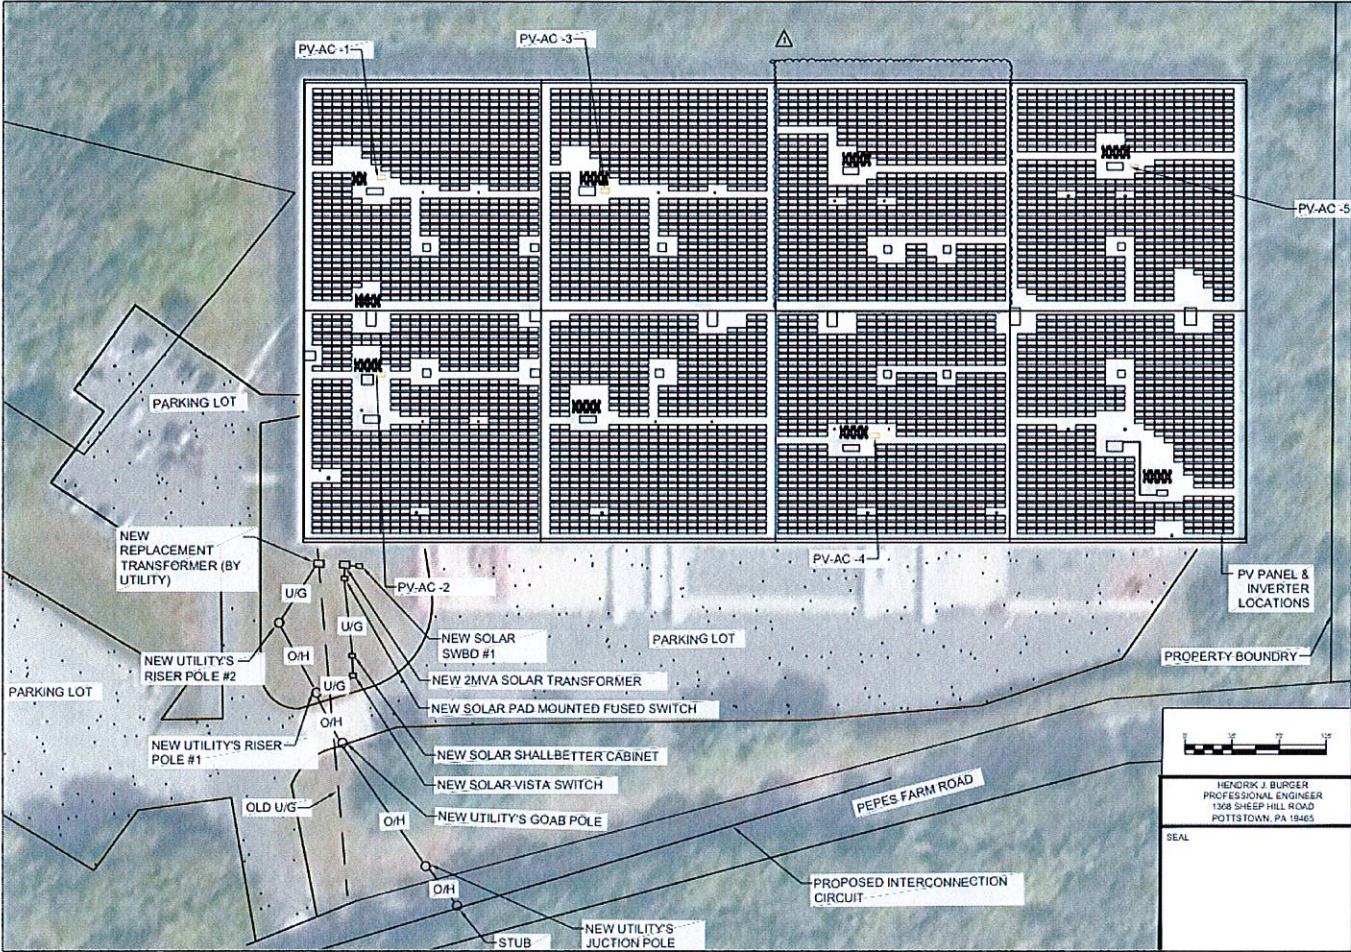 PV-AC -1
PV-AC -3
PV-AC -5
PARKING LOT
NEW
REPLACEMENT
TRANSFORMER (BY
UTILITY)
PV-AC -2
PV-AC -4
PV PANEL &
INVERTER
LOCATIONS
U/G
U/G
O/H
NEW SOLAR
SWBD #1
PARKING LOT
NEW UTILITY'S
RISER POLE #2
PROPERTY BOUNDRY
NEW 2MVA SOLAR TRANSFORMER
PARKING LOT
U/G
NEW SOLAR PAD MOUNTED FUSED SWITCH
O/H
NEW UTILITY'S RISER
POLE #1
NEW SOLAR SHALLBETTER CABINET
NEW SOLAR VISTA SWITCH
OLD U/G
NEW UTILITY'S GOAB POLE
O/H
PEPES FARM ROAD
HENDRIK J. BURGER
PROFESSIONAL ENGINEER
1368 SHEEP HILL ROAD
POTTSTOWN, PA 19465
SEAL
O/H
PROPOSED INTERCONNECTION
CIRCUIT
NEW UTILITY'S
JUCTION POLE
STUB